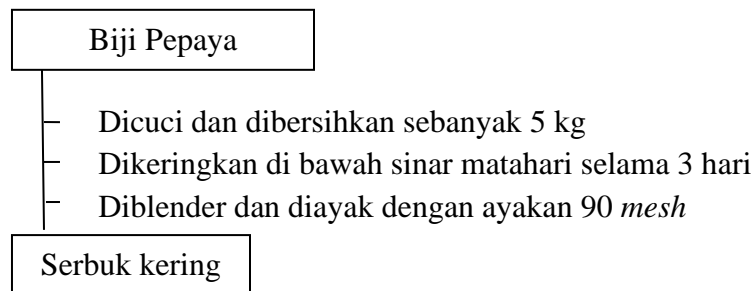 Biji Pepaya
Dicuci dan dibersihkan sebanyak 5 kg
Dikeringkan di bawah sinar matahari selama 3 hari
Diblender dan diayak dengan ayakan 90 mesh
Serbuk kering